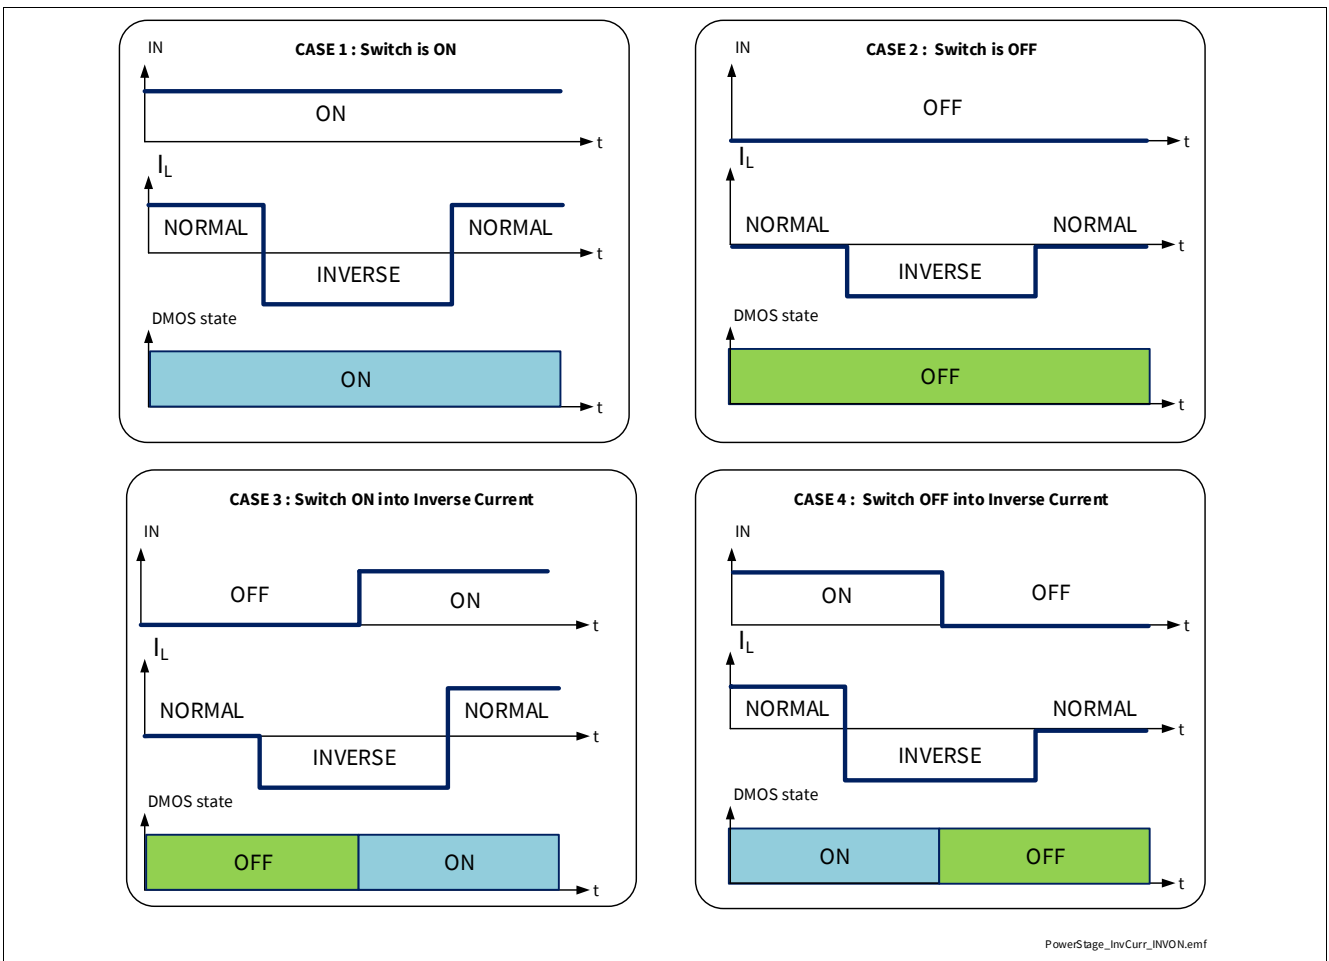 CASE 1 : Switch is ON
IN
ON
t
IL
NORMAL
NORMAL
INVERSE
t
DMOS state
ON
t
CASE 2 : Switch is OFF
IN
OFF
t
IL
NORMAL
NORMAL
INVERSE
t
DMOS state
OFF
t
CASE 3 : Switch ON into Inverse Current
IN
OFF
ON
t
IL
NORMAL
NORMAL
INVERSE
t
DMOS state
OFF
ON
t
CASE 4 : Switch OFF into Inverse Current
IN
ON
OFF
t
IL
NORMAL
NORMAL
INVERSE
t
DMOS state
ON
OFF
t
PowerStage_InvCurr_INVON.emf